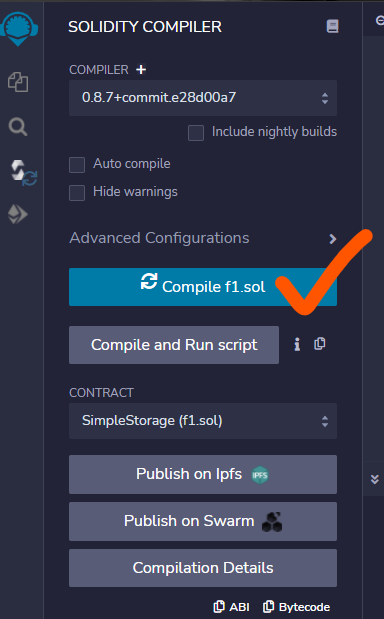 SOLIDITY COMPILER
COMPILER +
0.8.7+commit.e28d00a7
Include nightly builds
Auto compile
Hide warnings
Advanced Configurations
Compile f1.sol
Compile and Run script
CONTRACT
SimpleStorage (f1.sol)
Publish on Ipfs IPFS
Publish on Swarm
Compilation Details
ABI Bytecode